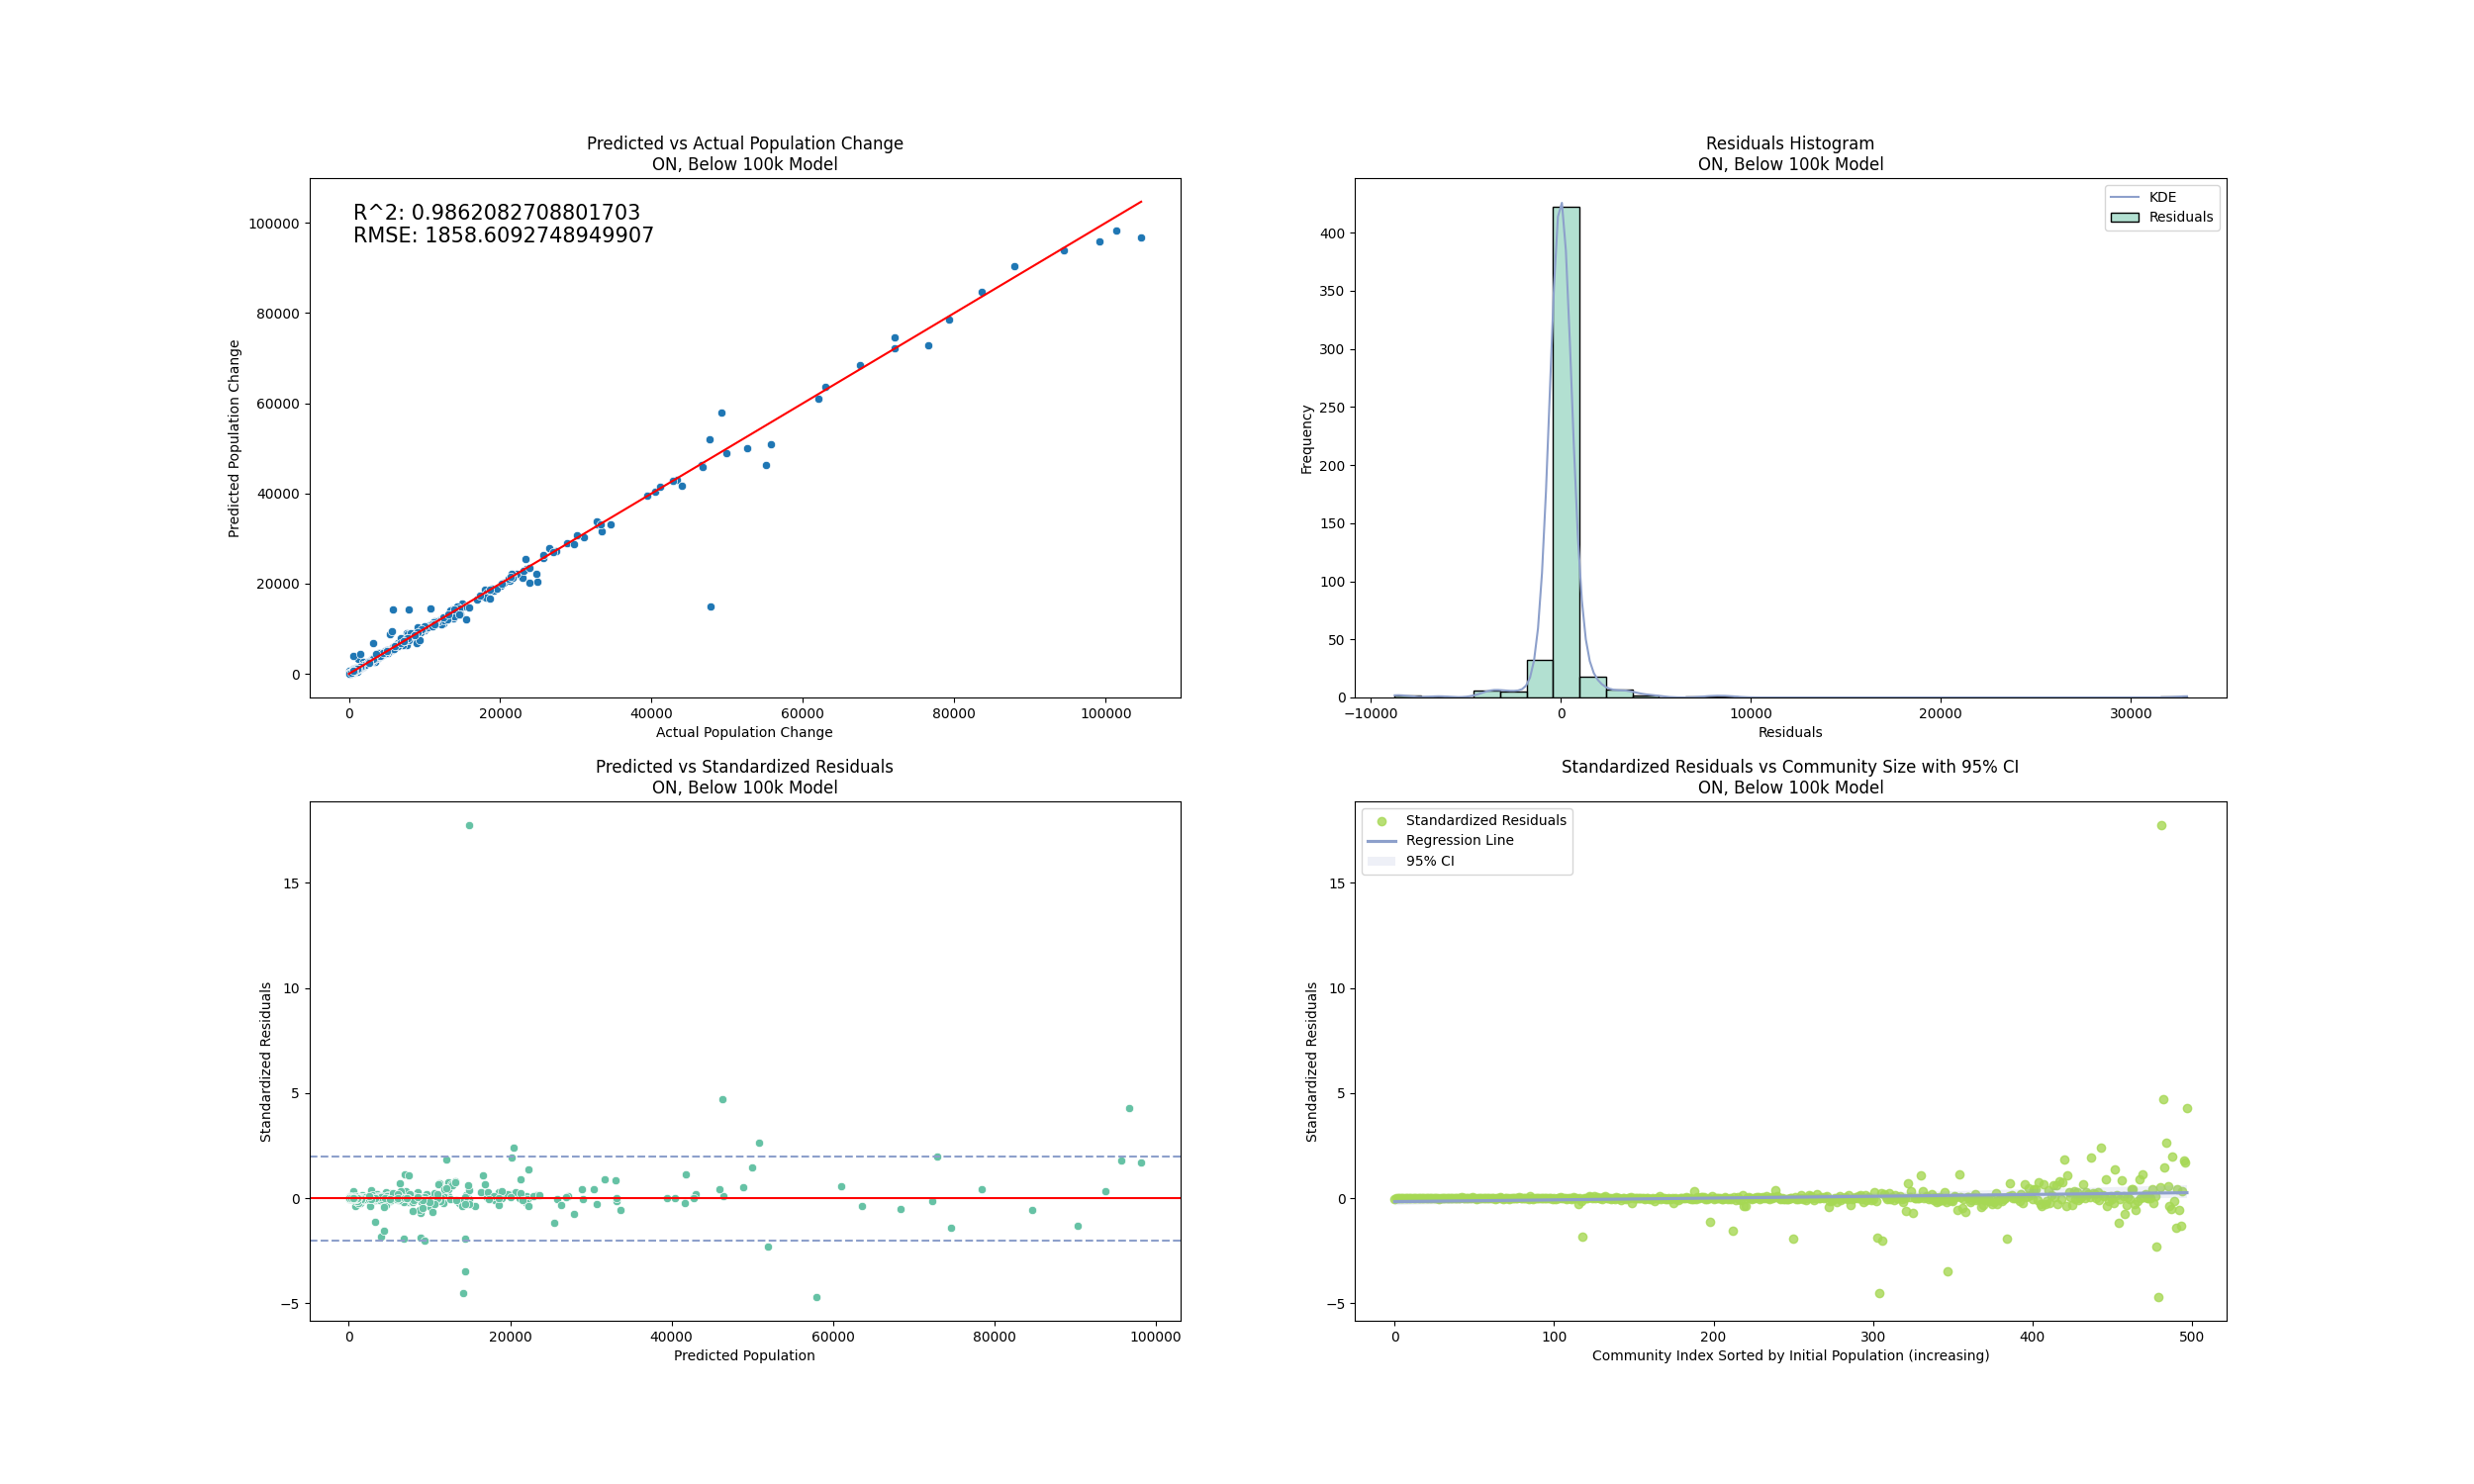 Predicted vs Actual Population Change
ON, Below 100k Model
R^2: 0.9862082708801703
RMSE: 1858.6092748949907
100000
80000
60000
40000
20000
0
Predicted Population Change
0
20000
40000
60000
80000
100000
Actual Population Change
Residuals Histogram
ON, Below 100k Model
KDE
Residuals
400
350
300
250
200
150
100
50
0
Frequency
−10000
0
10000
20000
30000
Residuals
Predicted vs Standardized Residuals
ON, Below 100k Model
15
10
5
0
−5
Standardized Residuals
0
20000
40000
60000
80000
100000
Predicted Population
Standardized Residuals vs Community Size with 95% CI
ON, Below 100k Model
Standardized Residuals
Regression Line
95% CI
15
10
5
0
−5
Standardized Residuals
0
100
200
300
400
500
Community Index Sorted by Initial Population (increasing)